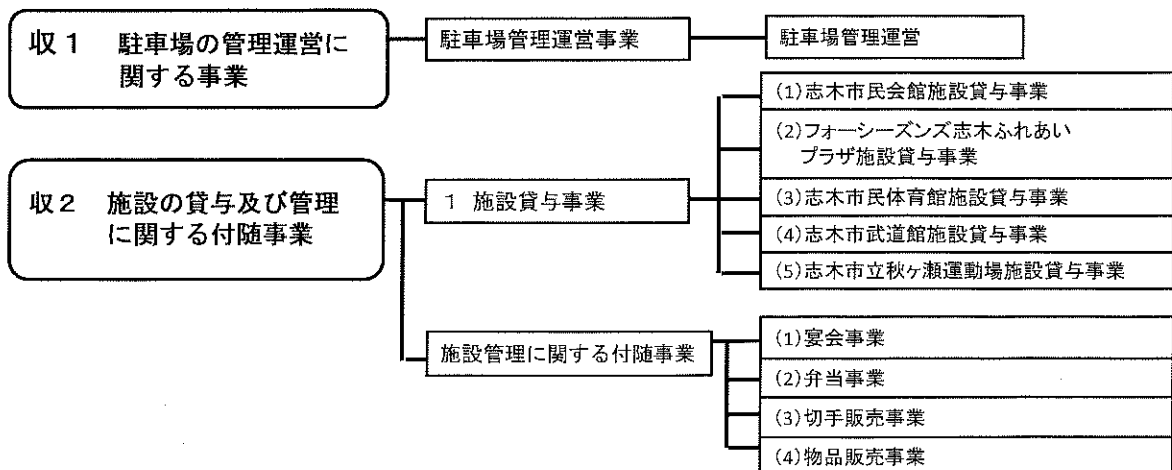 収1 駐車場の管理運営に
関する事業
駐車場管理運営事業
駐車場管理運営
収2 施設の貸与及び管理
に関する付随事業
1 施設貸与事業
(1)志木市民会館施設貸与事業
(2)フォーシーズンズ志木ふれあい
プラザ施設貸与事業
(3)志木市民体育館施設貸与事業
(4)志木市武道館施設貸与事業
(5)志木市立秋ヶ瀬運動場施設貸与事業
施設管理に関する付随事業
(1)宴会事業
(2)弁当事業
(3)切手販売事業
(4)物品販売事業